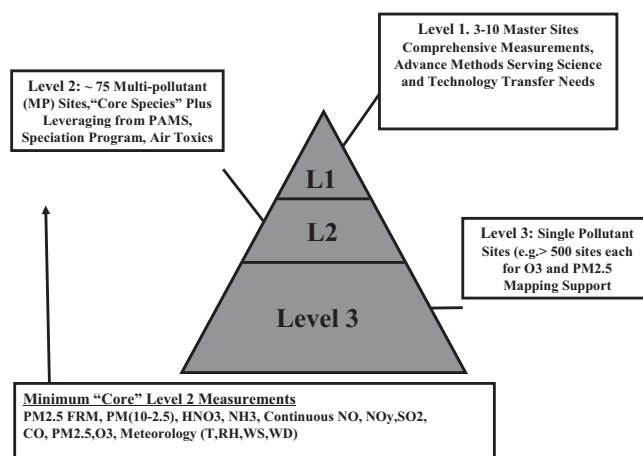 Level 1. 3-10 Master Sites
Comprehensive Measurements,
Advance Methods Serving Science
and Technology Transfer Needs
Level 2: ~ 75 Multi-pollutant
(MP) Sites,“Core Species” Plus
Leveraging from PAMS,
Speciation Program, Air Toxics
L1
L2
Level 3: Single Pollutant
Sites (e.g.> 500 sites each
for O3 and PM2.5
Mapping Support
Level 3
Minimum “Core” Level 2 Measurements
PM2.5 FRM, PM(10-2.5), HNO3, NH3, Continuous NO, NOy,SO2,
CO, PM2.5,O3, Meteorology (T,RH,WS,WD)